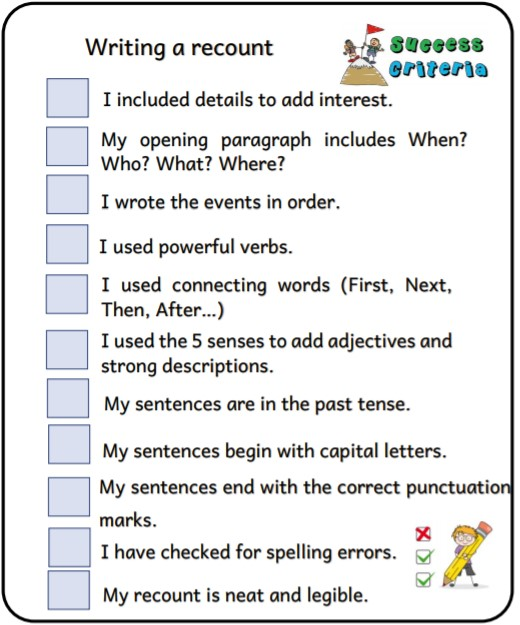 Writing a recount
Success
Criteria
I included details to add interest.
My opening paragraph includes When?
Who? What? Where?
I wrote the events in order.
I used powerful verbs.
I used connecting words (First, Next,
Then, After...)
I used the 5 senses to add adjectives and
strong descriptions.
My sentences are in the past tense.
My sentences begin with capital letters.
My sentences end with the correct punctuation
marks.
I have checked for spelling errors.
My recount is neat and legible.